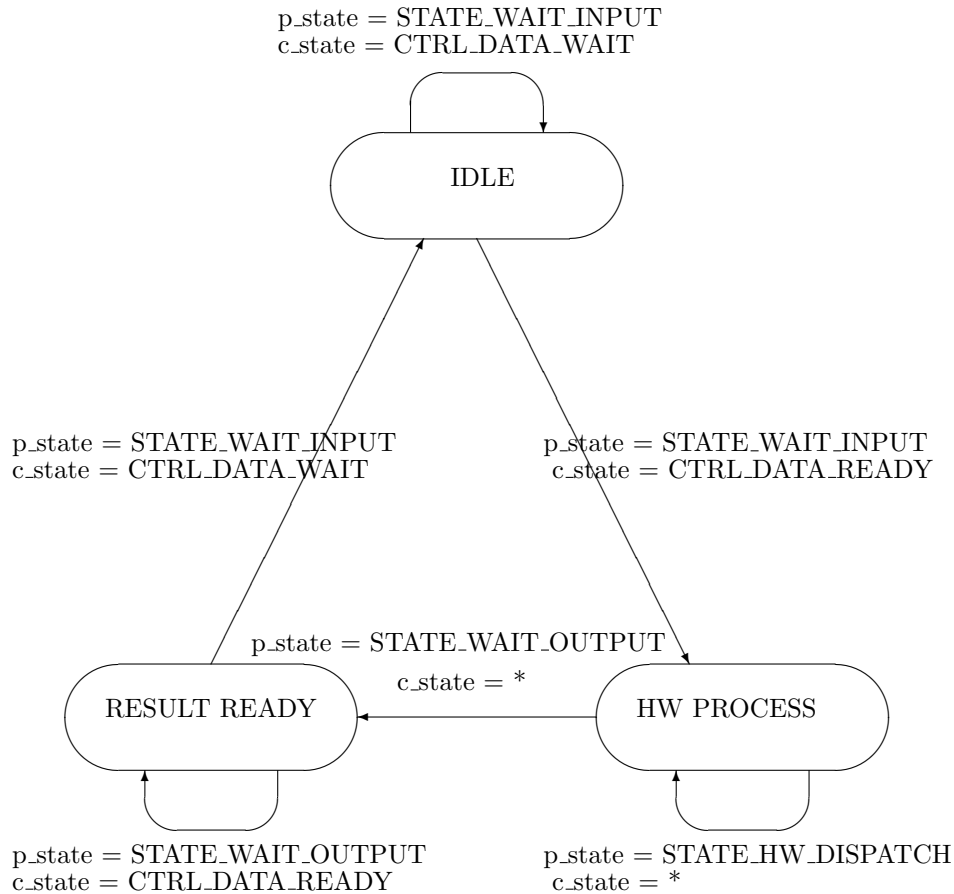 p_state = STATE_WAIT_INPUT
c_state = CTRL_DATA_WAIT
IDLE
p_state = STATE_WAIT_INPUT
c_state = CTRL_DATA_WAIT
p_state = STATE_WAIT_INPUT
c_state = CTRL_DATA_READY
p_state = STATE_WAIT_OUTPUT
c_state = *
RESULT READY
HW PROCESS
p_state = STATE_WAIT_OUTPUT
c_state = CTRL_DATA_READY
p_state = STATE_HW_DISPATCH
c_state = *